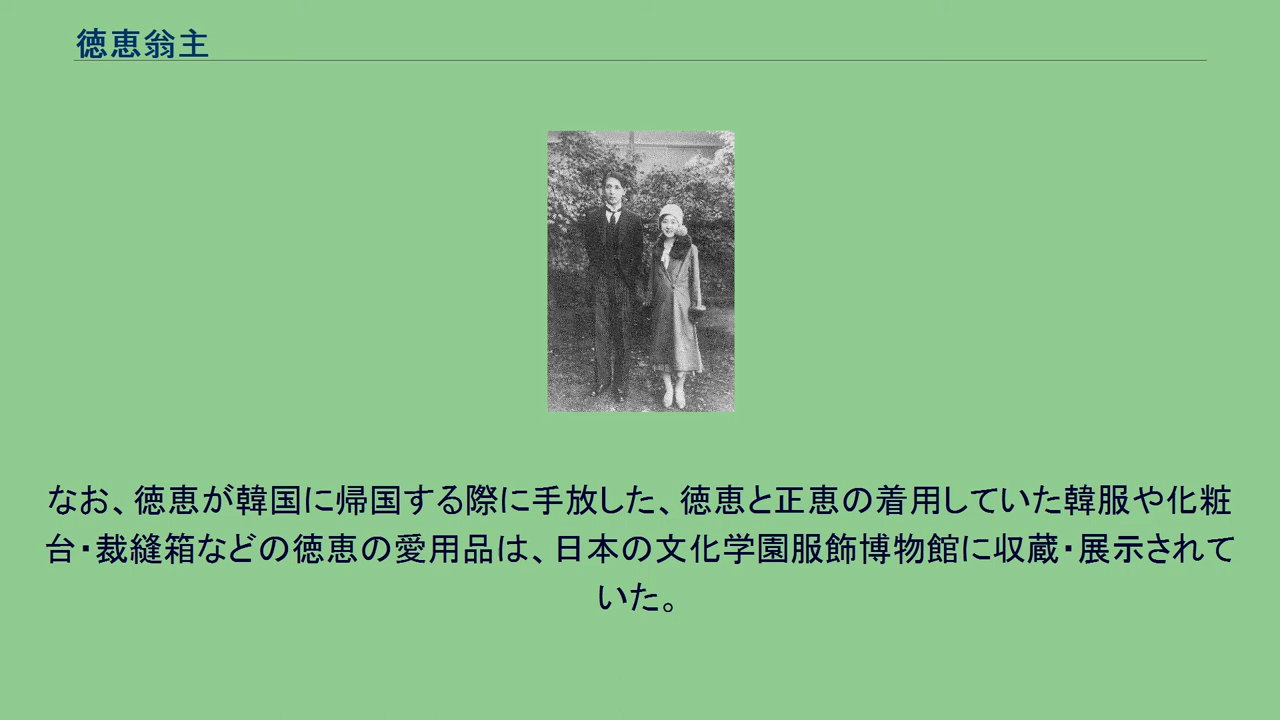 徳恵翁主
なお、徳恵が韓国に帰国する際に手放した、徳恵と正恵の着用していた韓服や化粧
台・裁縫箱などの徳恵の愛用品は、日本の文化学園服飾博物館に収蔵・展示されて
いた。